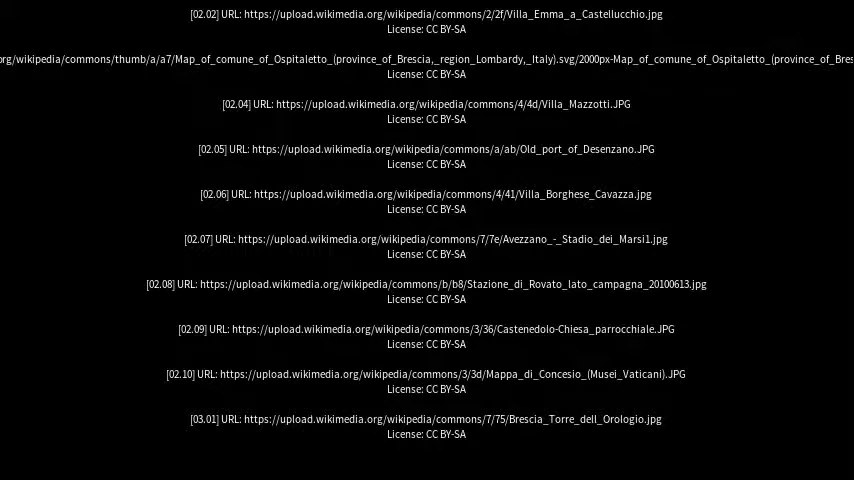 [02.02] URL: https://upload.wikimedia.org/wikipedia/commons/2/2f/Villa_Emma_a_Castellucchio.jpg
License: CC BY-SA
org/wikipedia/commons/thumb/a/a7/Map_of_comune_of_Ospitaletto_(province_of_Brescia,_region_Lombardy,_Italy).svg/2000px-Map_of_comune_of_Ospitaletto_(province_of_Bres
License: CC BY-SA
[02.04] URL: https://upload.wikimedia.org/wikipedia/commons/4/4d/Villa_Mazzotti.JPG
License: CC BY-SA
[02.05] URL: https://upload.wikimedia.org/wikipedia/commons/a/ab/Old_port_of_Desenzano.JPG
License: CC BY-SA
[02.06] URL: https://upload.wikimedia.org/wikipedia/commons/4/41/Villa_Borghese_Cavazza.jpg
License: CC BY-SA
[02.07] URL: https://upload.wikimedia.org/wikipedia/commons/7/7e/Avezzano_-_Stadio_dei_Marsi1.jpg
License: CC BY-SA
[02.08] URL: https://upload.wikimedia.org/wikipedia/commons/b/b8/Stazione_di_Rovato_lato_campagna_20100613.jpg
License: CC BY-SA
[02.09] URL: https://upload.wikimedia.org/wikipedia/commons/3/36/Castenedolo-Chiesa_parrocchiale.JPG
License: CC BY-SA
[02.10] URL: https://upload.wikimedia.org/wikipedia/commons/3/3d/Mappa_di_Concesio_(Musei_Vaticani).JPG
License: CC BY-SA
[03.01] URL: https://upload.wikimedia.org/wikipedia/commons/7/75/Brescia_Torre_dell_Orologio.jpg
License: CC BY-SA